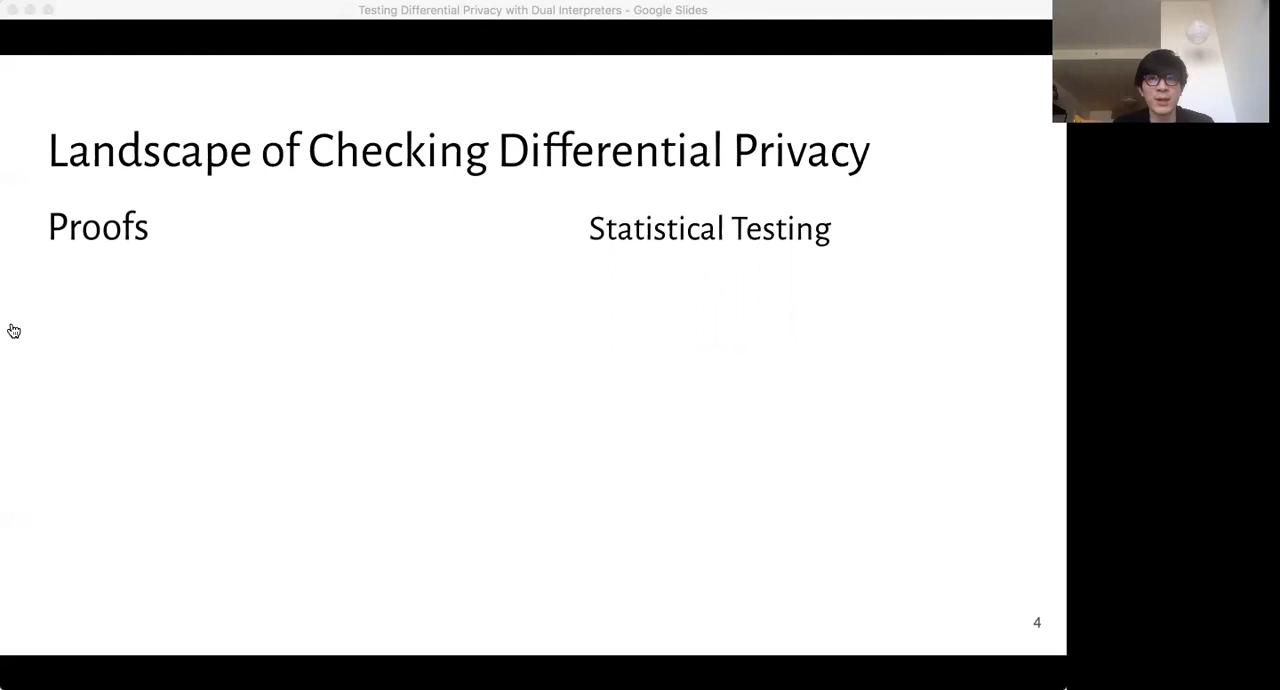 Testing Differential Privacy with Dual Interpreters - Google Slides
Landscape of Checking Differential Privacy
Proofs
Statistical Testing
4